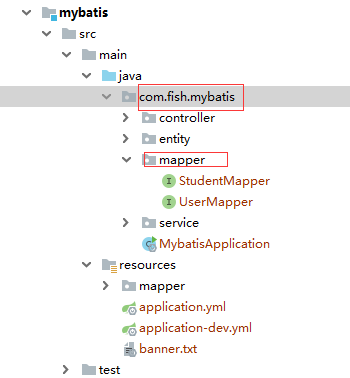 mybatis
src
main
java
com.fish.mybatis
controller
entity
mapper
StudentMapper
UserMapper
service
MybatisApplication
resources
mapper
application.yml
application-dev.yml
banner.txt
test